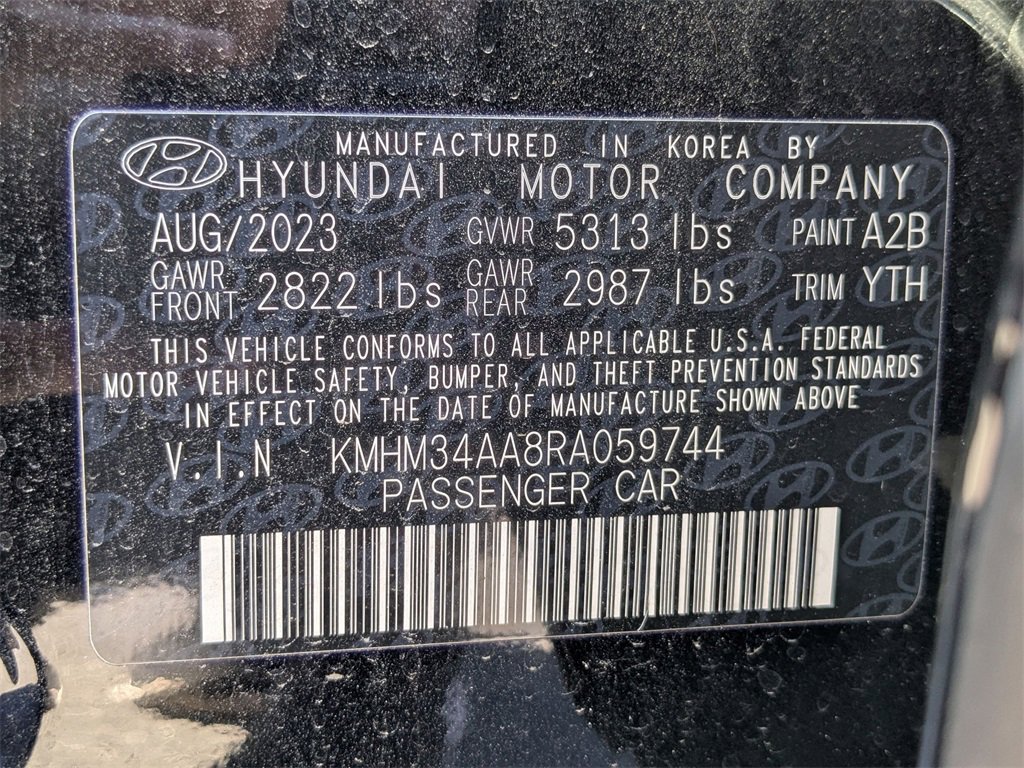 MANUFACTURED IN KOREA BY
HYUNDAI MOTOR COMPANY
AUG/2023 GVWR 5313 lbs PAINT A2B
GAWR FRONT 2822 lbs GAWR REAR 2987 lbs TRIM YTH
THIS VEHICLE CONFORMS TO ALL APPLICABLE U.S.A. FEDERAL
MOTOR VEHICLE SAFETY, BUMPER, AND THEFT PREVENTION STANDARDS
IN EFFECT ON THE DATE OF MANUFACTURE SHOWN ABOVE
V.I.N KMHM34AA8RA059744
PASSENGER CAR